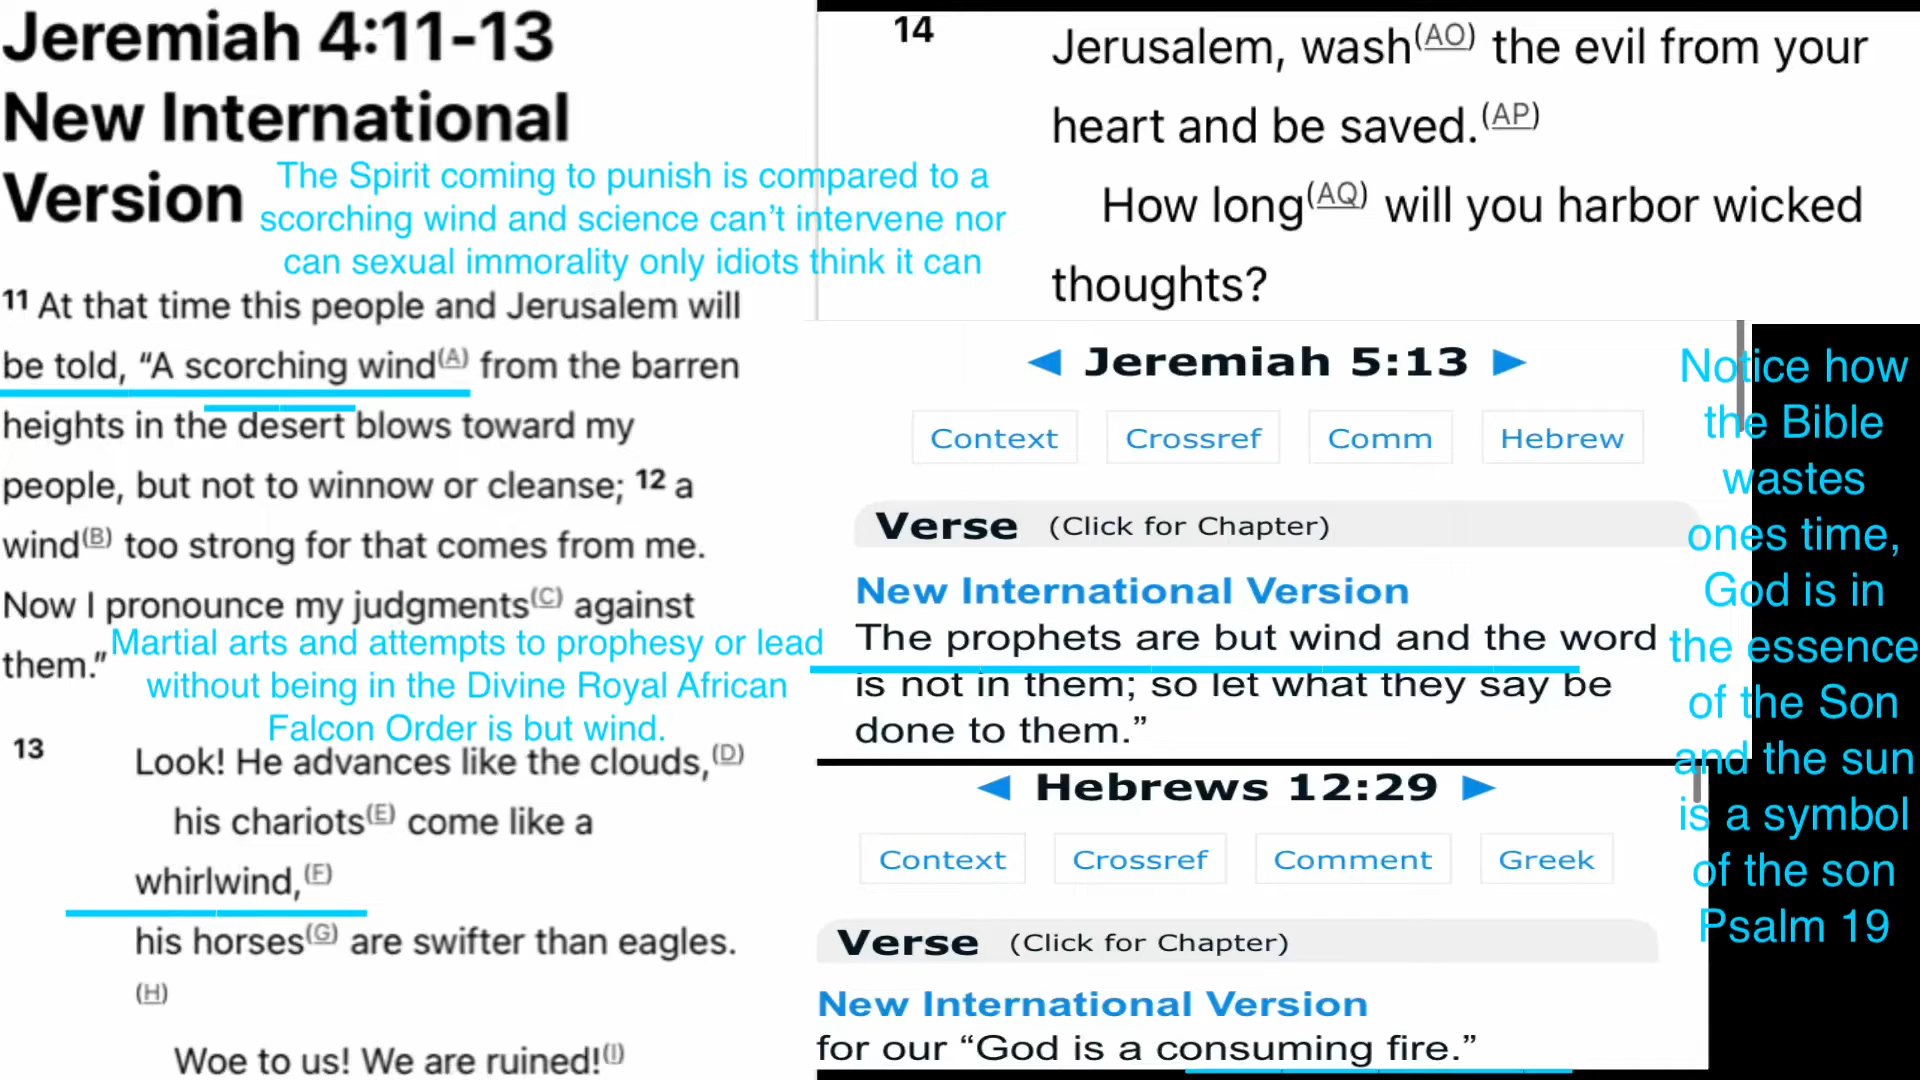 Jeremiah 4:11-13
New International
Version
The Spirit coming to punish is compared to a
scorching wind and science can't intervene nor
can sexual immorality only idiots think it can
11 At that time this people and Jerusalem will
be told, “A scorching wind(A) from the barren
heights in the desert blows toward my
people, but not to winnow or cleanse; 12 a
wind(B) too strong for that comes from me.
Now I pronounce my judgments(C) against
them.”
Martial arts and attempts to prophesy or lead
without being in the Divine Royal African
Falcon Order is but wind.
13
Look! He advances like the clouds,(D)
his chariots(E) come like a
whirlwind,(F)
his horses(G) are swifter than eagles.
(H)
Woe to us! We are ruined!(I)
14
Jerusalem, wash(AO) the evil from your
heart and be saved.(AP)
How long(AQ) will you harbor wicked
thoughts?
Jeremiah 5:13
Context Crossref Comm Hebrew
Verse (Click for Chapter)
New International Version
The prophets are but wind and the word
is not in them; so let what they say be
done to them.”
Hebrews 12:29
Context Crossref Comment Greek
Verse (Click for Chapter)
New International Version
for our “God is a consuming fire.”
Notice how
the Bible
wastes
ones time,
God is in
the essence
of the Son
and the sun
is a symbol
of the son
Psalm 19